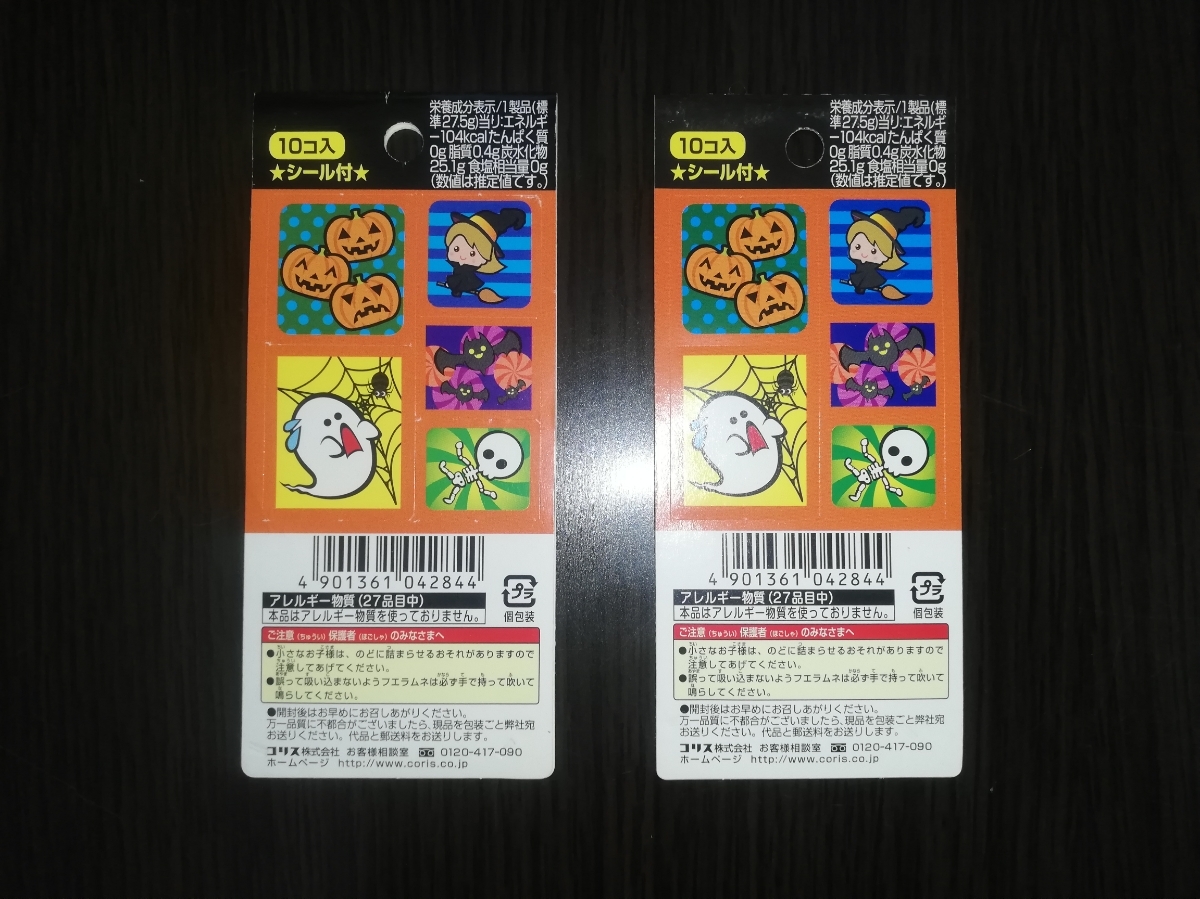 10コ入
★シール付★
栄養成分表示/1製品(標
準27.5g)当り:エネルギ
ー104kcalたんぱく質
0g 脂質0.4g 炭水化物
25.1g 食塩相当量0g
(数値は推定値です。)
4 901361 042844
プラ
個包装
アレルギー物質(27品目中)
本品はアレルギー物質を使っておりません。
ご注意(ちゅうい)保護者(ほごしゃ)のみなさまへ
●小さなお子様は、のどに詰まらせるおそれがありますので
注意してあげてください。
●誤って吸い込まないようフエラムネは必ず手で持って吹いて
鳴らしてください。
●開封後はお早めにお召しあがりください。
万一品質に不都合がございましたら、現品を包装ごと弊社宛
お送りください。代品と郵送料をお送りします。
コリス株式会社 お客様相談室 0120-417-090
ホームページ http://www.coris.co.jp
10コ入
★シール付★
栄養成分表示/1製品(標
準27.5g)当り:エネルギ
ー104kcalたんぱく質
0g 脂質0.4g 炭水化物
25.1g 食塩相当量0g
(数値は推定値です。)
4 901361 042844
プラ
個包装
アレルギー物質(27品目中)
本品はアレルギー物質を使っておりません。
ご注意(ちゅうい)保護者(ほごしゃ)のみなさまへ
●小さなお子様は、のどに詰まらせるおそれがありますので
注意してあげてください。
●誤って吸い込まないようフエラムネは必ず手で持って吹いて
鳴らしてください。
●開封後はお早めにお召しあがりください。
万一品質に不都合がございましたら、現品を包装ごと弊社宛
お送りください。代品と郵送料をお送りします。
コリス株式会社 お客様相談室 0120-417-090
ホームページ http://www.coris.co.jp